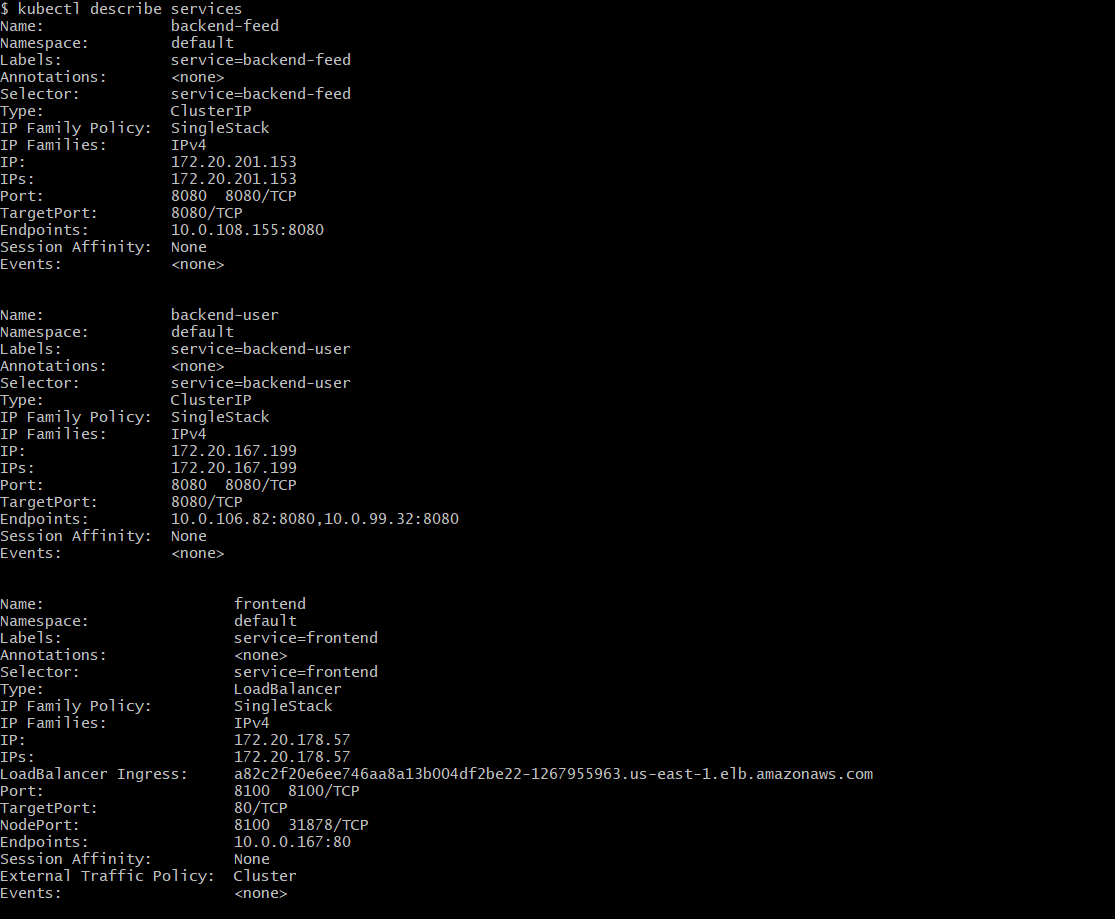 $ kubectl describe services
Name:              backend-feed
Namespace:         default
Labels:            service=backend-feed
Annotations:       <none>
Selector:          service=backend-feed
Type:              ClusterIP
IP Family Policy:  SingleStack
IP Families:       IPv4
IP:                172.20.201.153
IPs:               172.20.201.153
Port:              8080  8080/TCP
TargetPort:        8080/TCP
Endpoints:         10.0.108.155:8080
Session Affinity:  None
Events:            <none>
Name:              backend-user
Namespace:         default
Labels:            service=backend-user
Annotations:       <none>
Selector:          service=backend-user
Type:              ClusterIP
IP Family Policy:  SingleStack
IP Families:       IPv4
IP:                172.20.167.199
IPs:               172.20.167.199
Port:              8080  8080/TCP
TargetPort:        8080/TCP
Endpoints:         10.0.106.82:8080,10.0.99.32:8080
Session Affinity:  None
Events:            <none>
Name:                     frontend
Namespace:                default
Labels:                   service=frontend
Annotations:              <none>
Selector:                 service=frontend
Type:                     LoadBalancer
IP Family Policy:         SingleStack
IP Families:              IPv4
IP:                       172.20.178.57
IPs:                      172.20.178.57
LoadBalancer Ingress:     a82c2f20e6ee746aa8a13b004df2be22-1267955963.us-east-1.elb.amazonaws.com
Port:                     8100  8100/TCP
TargetPort:               80/TCP
NodePort:                 8100  31878/TCP
Endpoints:                10.0.0.167:80
Session Affinity:         None
External Traffic Policy:  Cluster
Events:                   <none>